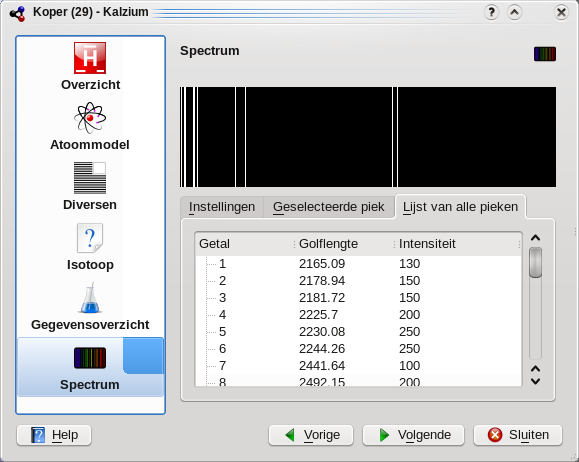 Koper (29) - Kalzium
H
Overzicht
Atoommodel
Diversen
Isotoop
Gegevensoverzicht
Spectrum
Spectrum
Instellingen Geselecteerde piek Lijst van alle pieken
Getal Golflengte Intensiteit
1 2165.09 130
2 2178.94 150
3 2181.72 150
4 2225.7 200
5 2230.08 250
6 2244.26 250
7 2441.64 100
8 2492.15 200
Help Vorige Volgende Sluiten